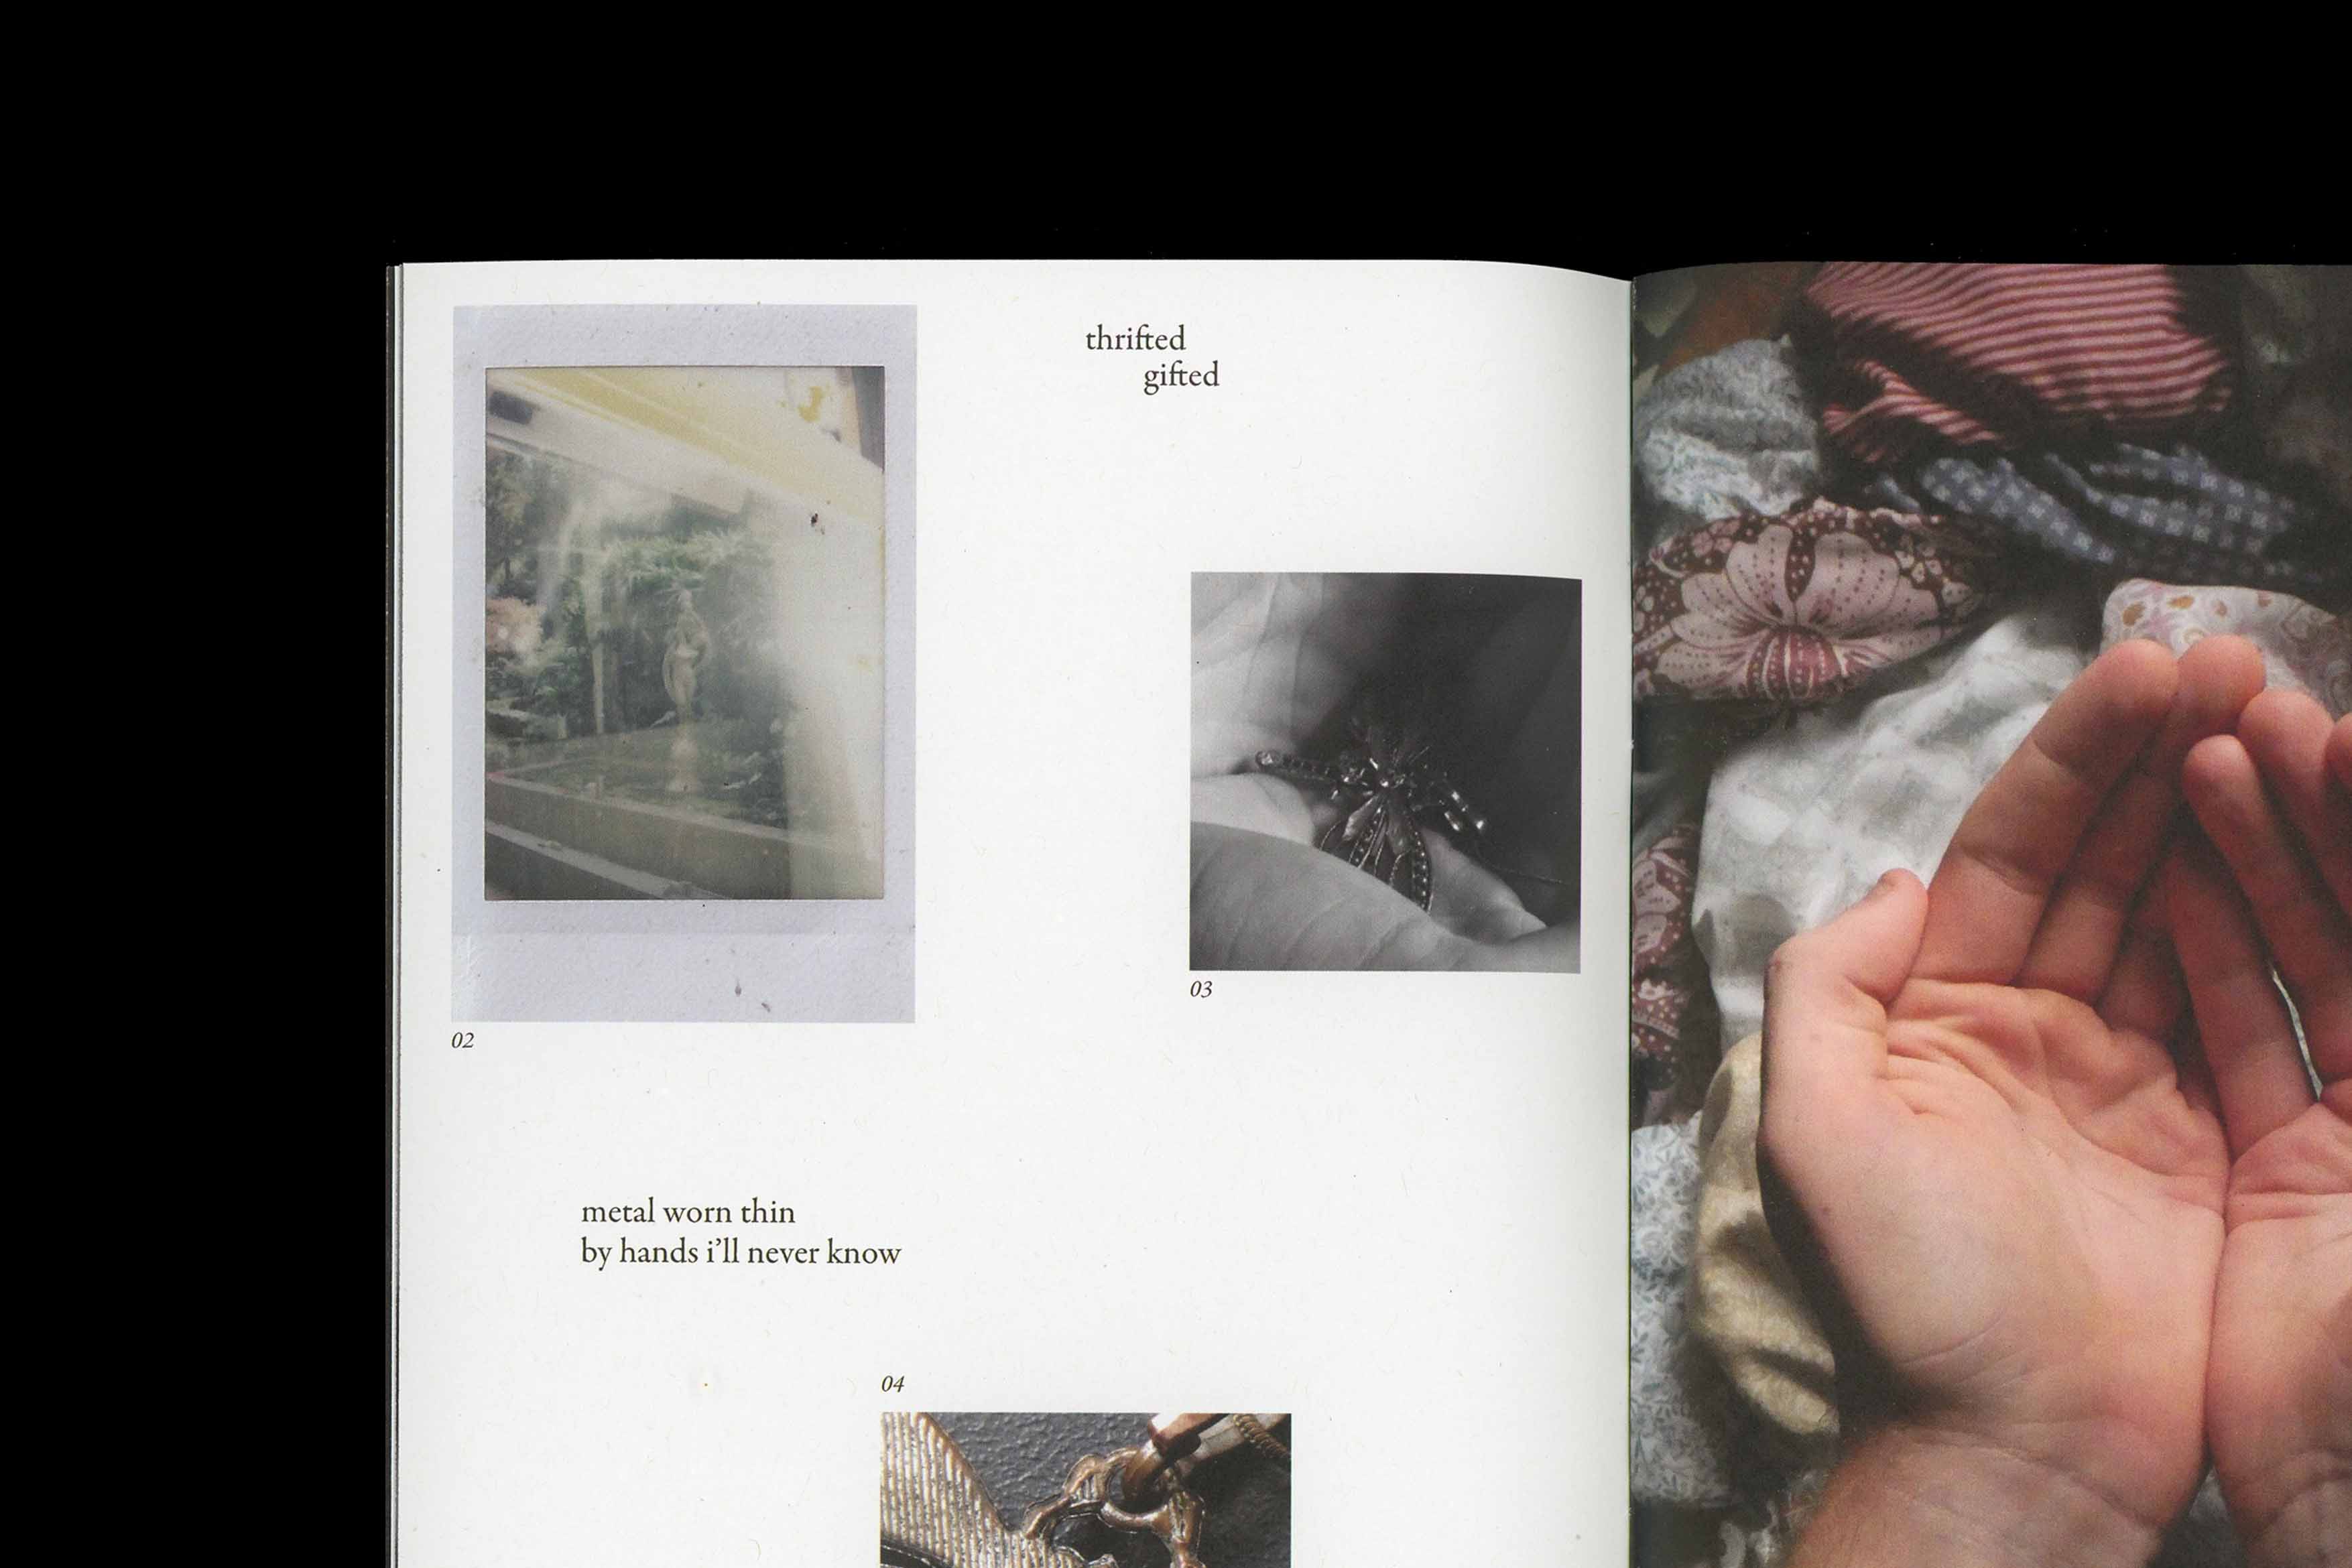 thrifted
gifted
03
02
metal worn thin
by hands i’ll never know
04